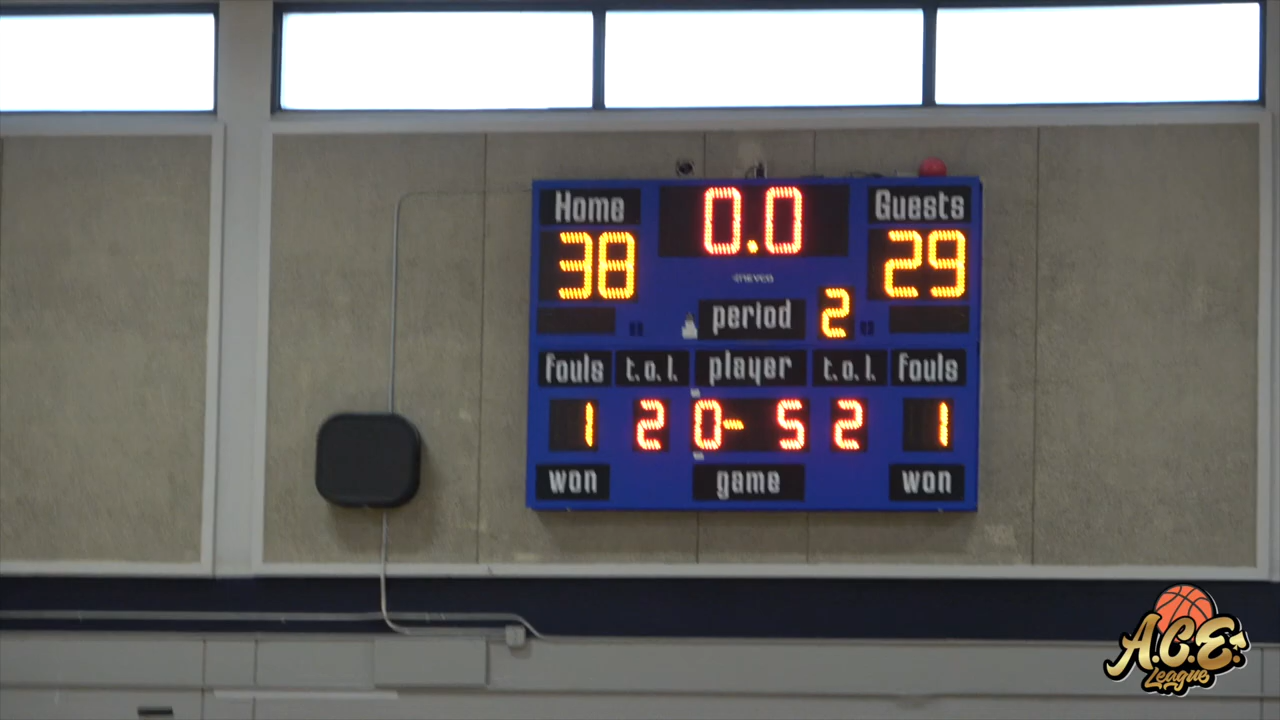 Home 0.0 Guests
38 29
NEVCO
period 2
fouls t.o.l. player t.o.l. fouls
1 2 0- 5 2 1
won game won
A.C.E.
League